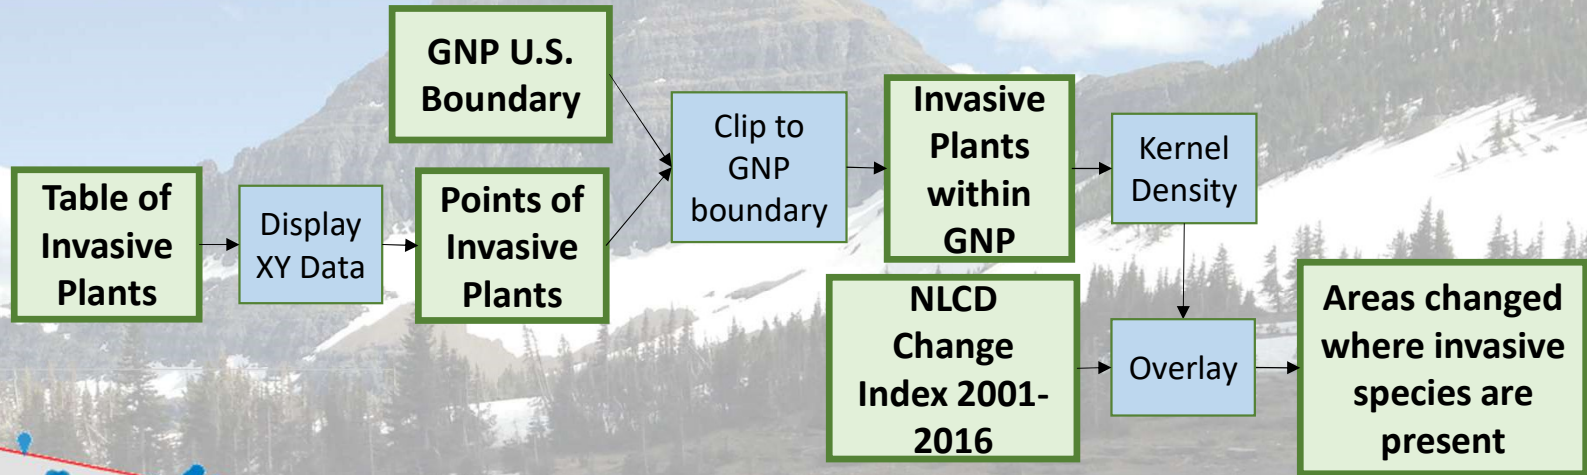 GNP U.S.
Boundary
Table of
Invasive
Plants
Display
XY Data
Points of
Invasive
Plants
Clip to
GNP
boundary
Invasive
Plants
within
GNP
Kernel
Density
NLCD
Change
Index 2001-
2016
Overlay
Areas changed
where invasive
species are
present